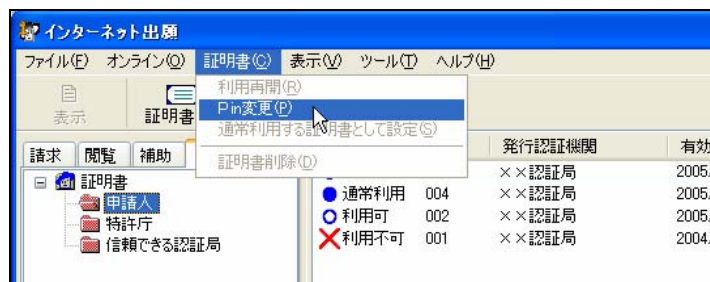 インターネット出願
ファイル(F) オンライン(O) 証明書(C) 表示(V) ツール(T) ヘルプ(H)
表示 証明書
利用再開(R)
Pin変更(P)
通常利用する証明書として設定(S)
証明書削除(D)
請求 閲覧 補助
発行認証機関 有効
証明書
申請人
特許庁
信頼できる認証局
××認証局 2005.
通常利用 004 ××認証局 2005.
利用可 002 ××認証局 2005.
利用不可 001 ××認証局 2004.